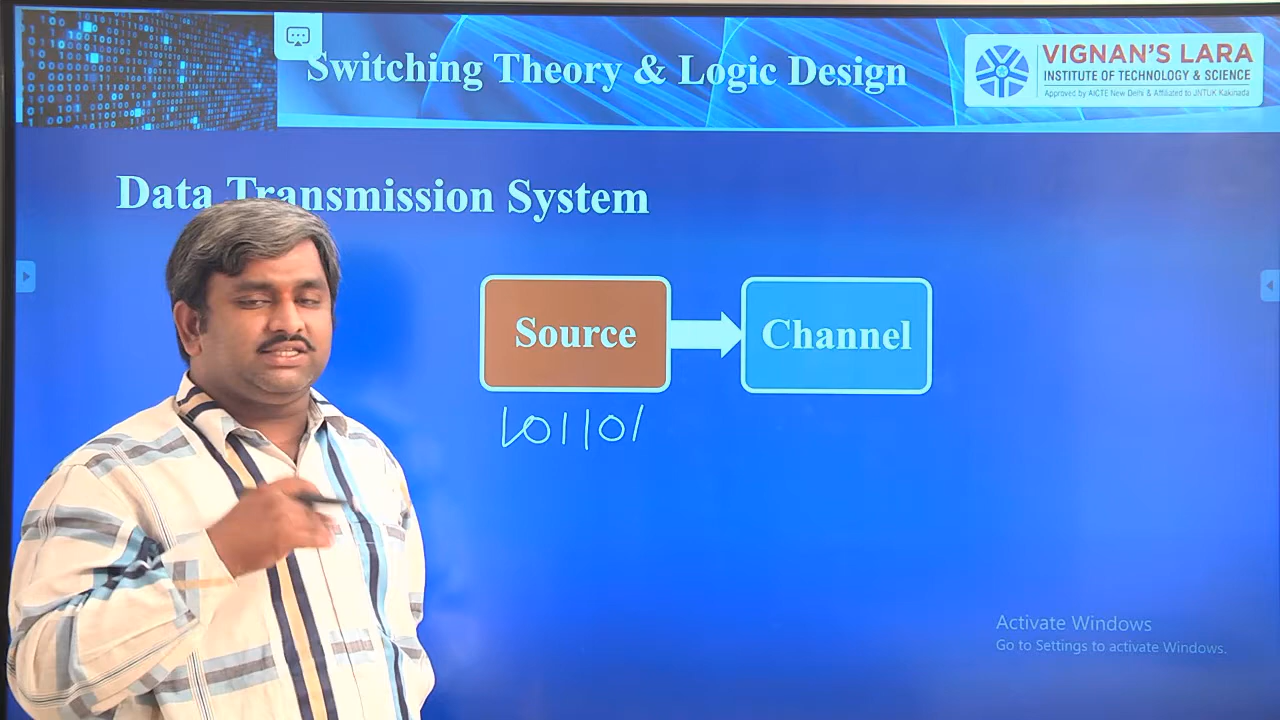 Switching Theory & Logic Design
VIGNAN'S LARA
INSTITUTE OF TECHNOLOGY & SCIENCE
Approved by AICTE New Delhi & Affiliated to JNTUK Kakinada
Data Transmission System
Source
Channel
101101
Activate Windows
Go to Settings to activate Windows.